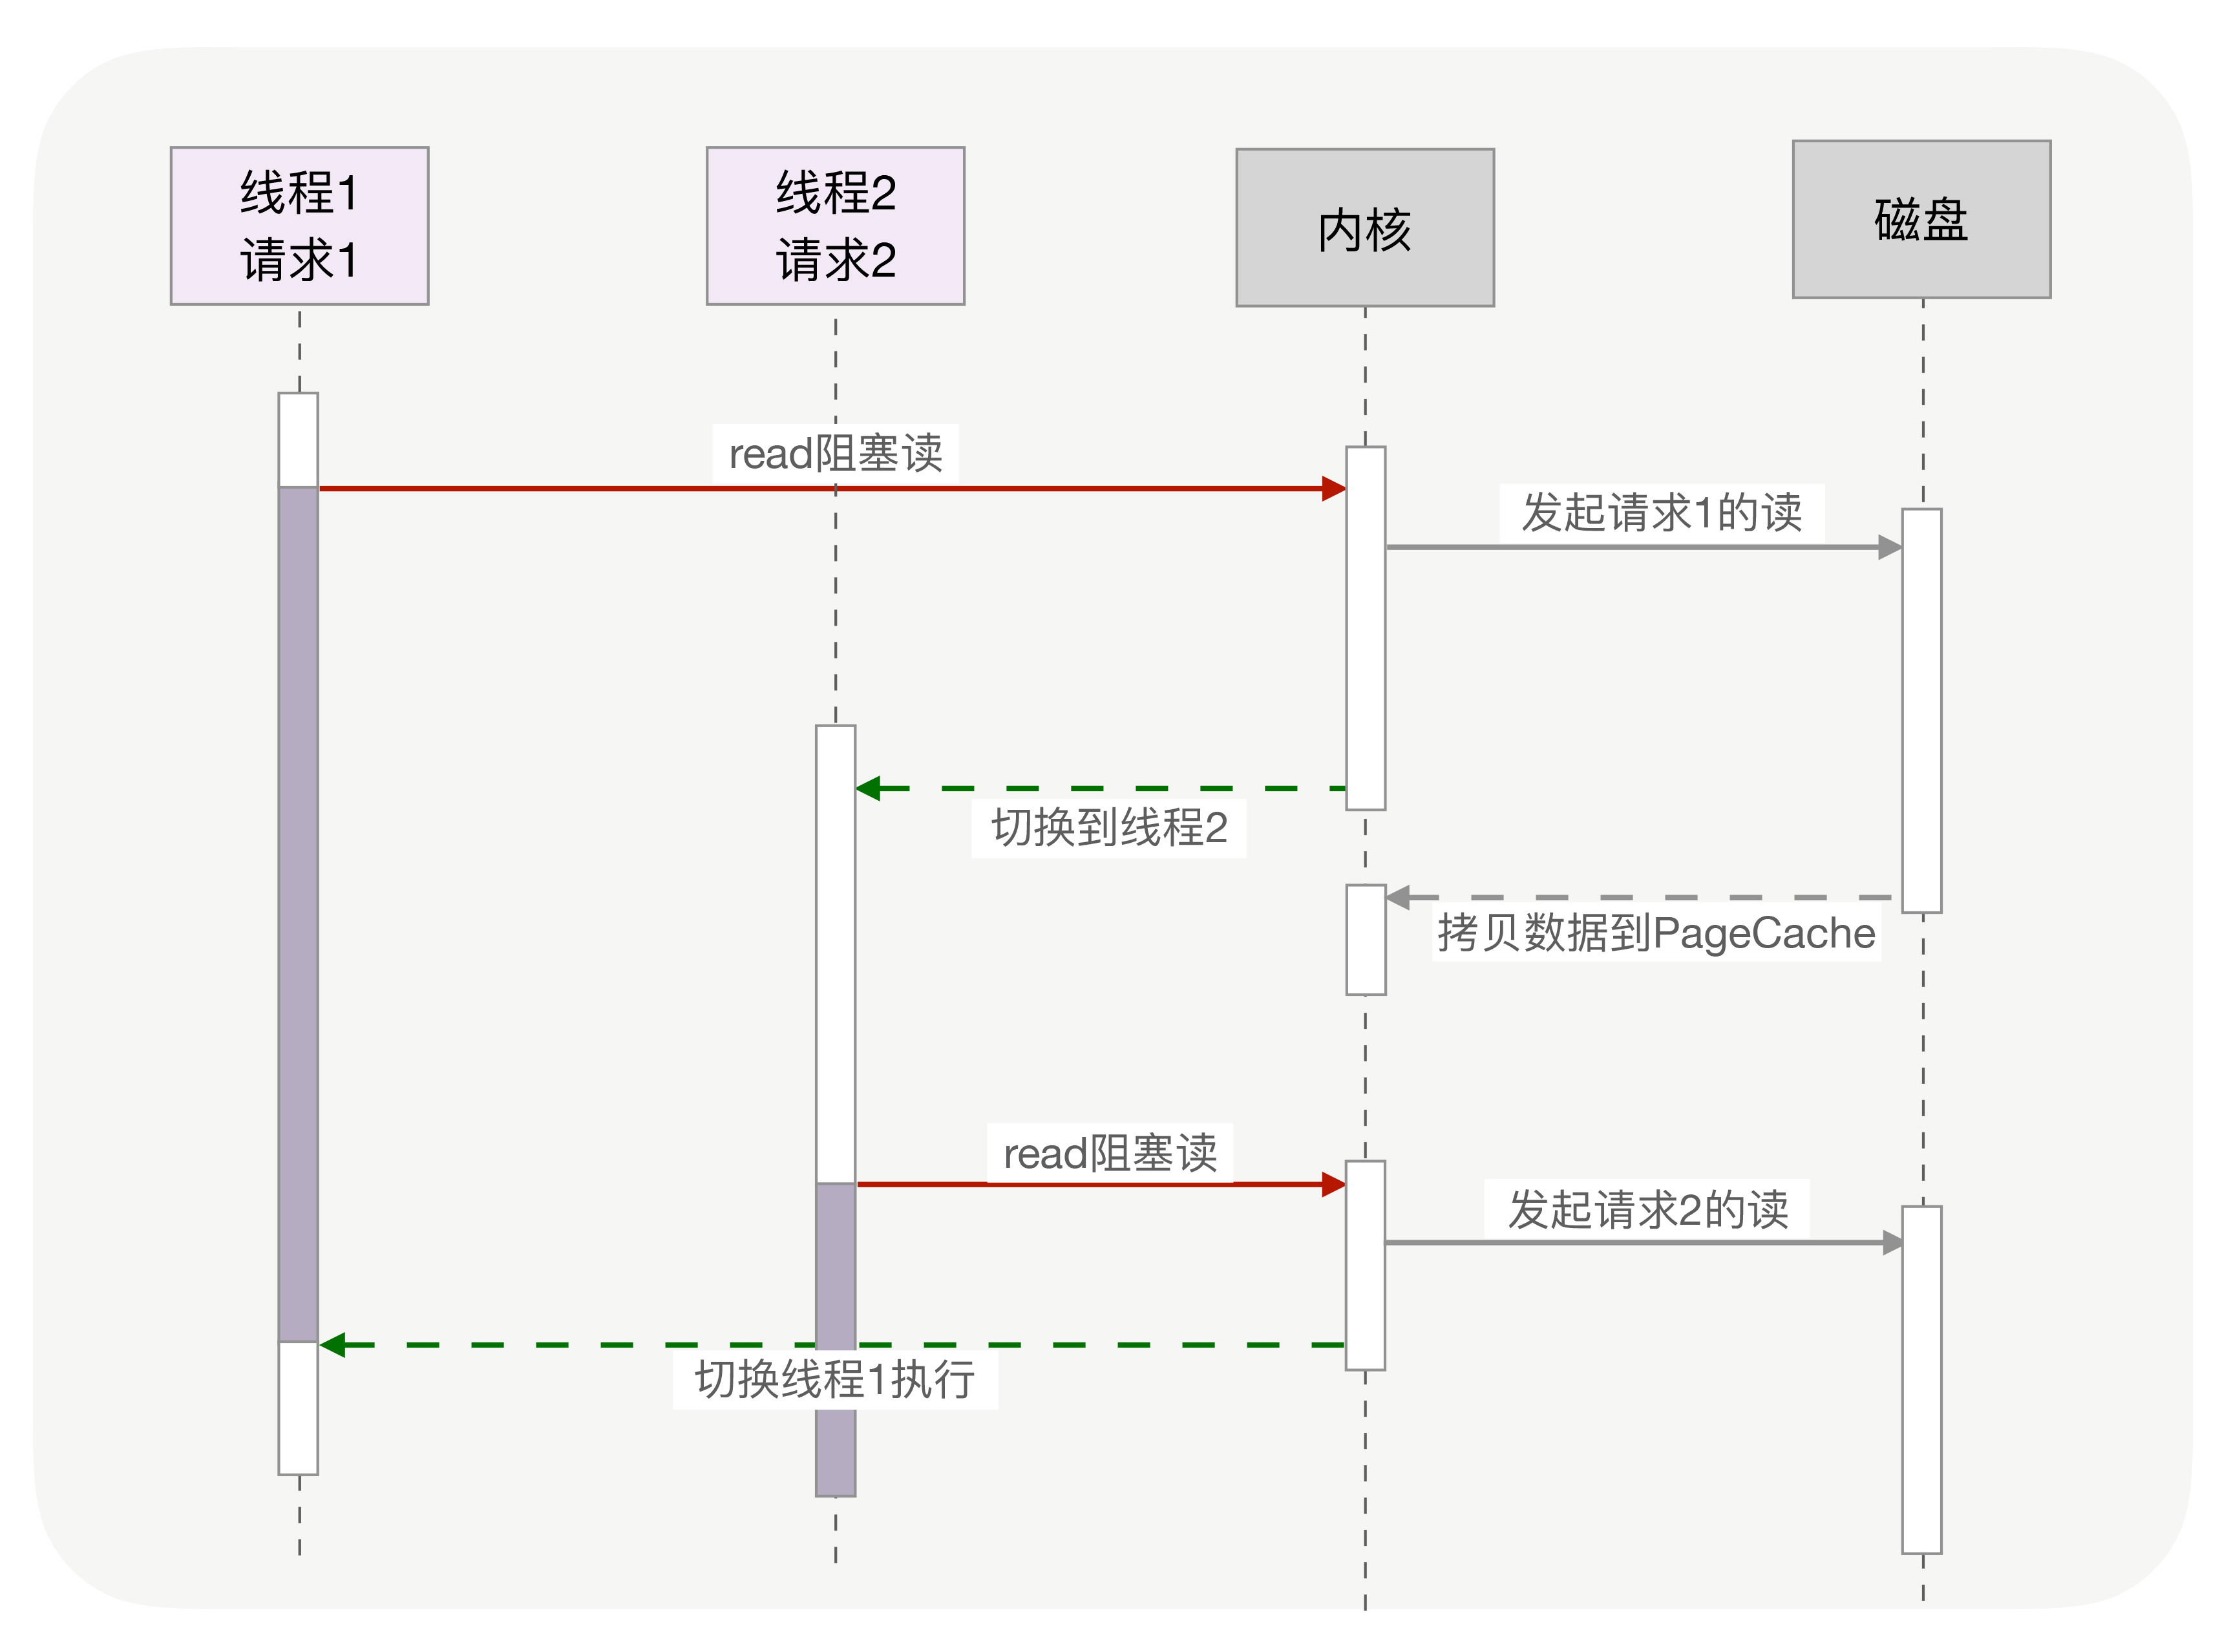 线程1
请求1
线程2
请求2
内核
磁盘
read阻塞读
发起请求1的读
切换到线程2
拷贝数据到PageCache
read阻塞读
发起请求2的读
切换线程1执行